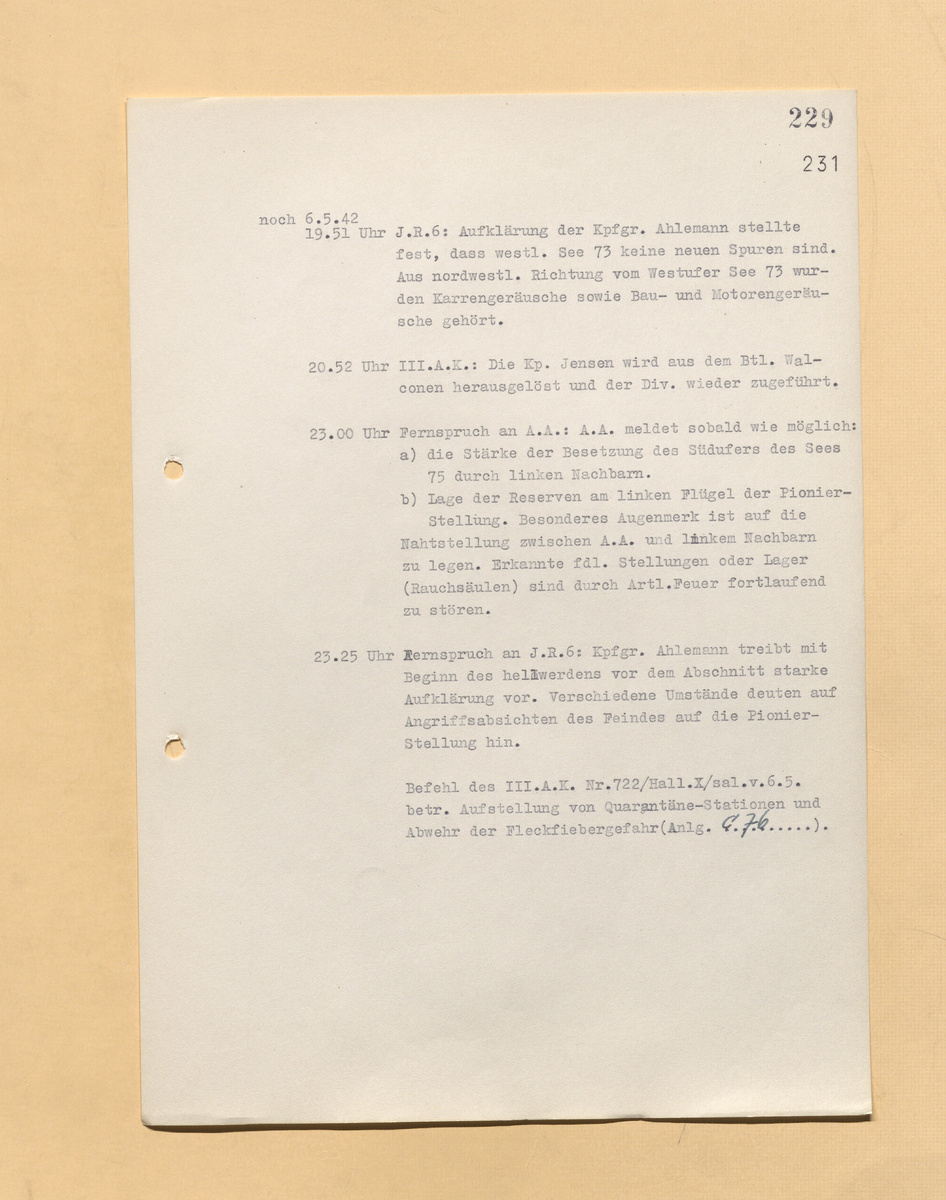 229
231
noch 6.5.42
19.51 Uhr J.R.6: Aufklärung der Kpfgr. Ahlemann stellte
fest, dass westl. See 73 keine neuen Spuren sind.
Aus nordwestl. Richtung vom Westufer See 73 wur-
den Karrengeräusche sowie Bau- und Motorengeräu-
sche gehört.
20.52 Uhr III.A.K.: Die Kp. Jensen wird aus dem Btl. Wal-
conen herausgelöst und der Div. wieder zugeführt.
23.00 Uhr Fernspruch an A.A.: A.A. meldet sobald wie möglich:
a) die Stärke der Besetzung des Südufers des Sees
75 durch linken Nachbarn.
b) Lage der Reserven am linken Flügel der Pionier-
Stellung. Besonderes Augenmerk ist auf die
Nahtstellung zwischen A.A. und linkem Nachbarn
zu legen. Erkannte fdl. Stellungen oder Lager
(Rauchsäulen) sind durch Artl.Feuer fortlaufend
zu stören.
23.25 Uhr Fernspruch an J.R.6: Kpfgr. Ahlemann treibt mit
Beginn des hellwerdens vor dem Abschnitt starke
Aufklärung vor. Verschiedene Umstände deuten auf
Angriffsabsichten des Feindes auf die Pionier-
Stellung hin.
Befehl des III.A.K. Nr.722/Hall.X/sal.v.6.5.
betr. Aufstellung von Quarantäne-Stationen und
Abwehr der Fleckfiebergefahr(Anlg. .....).